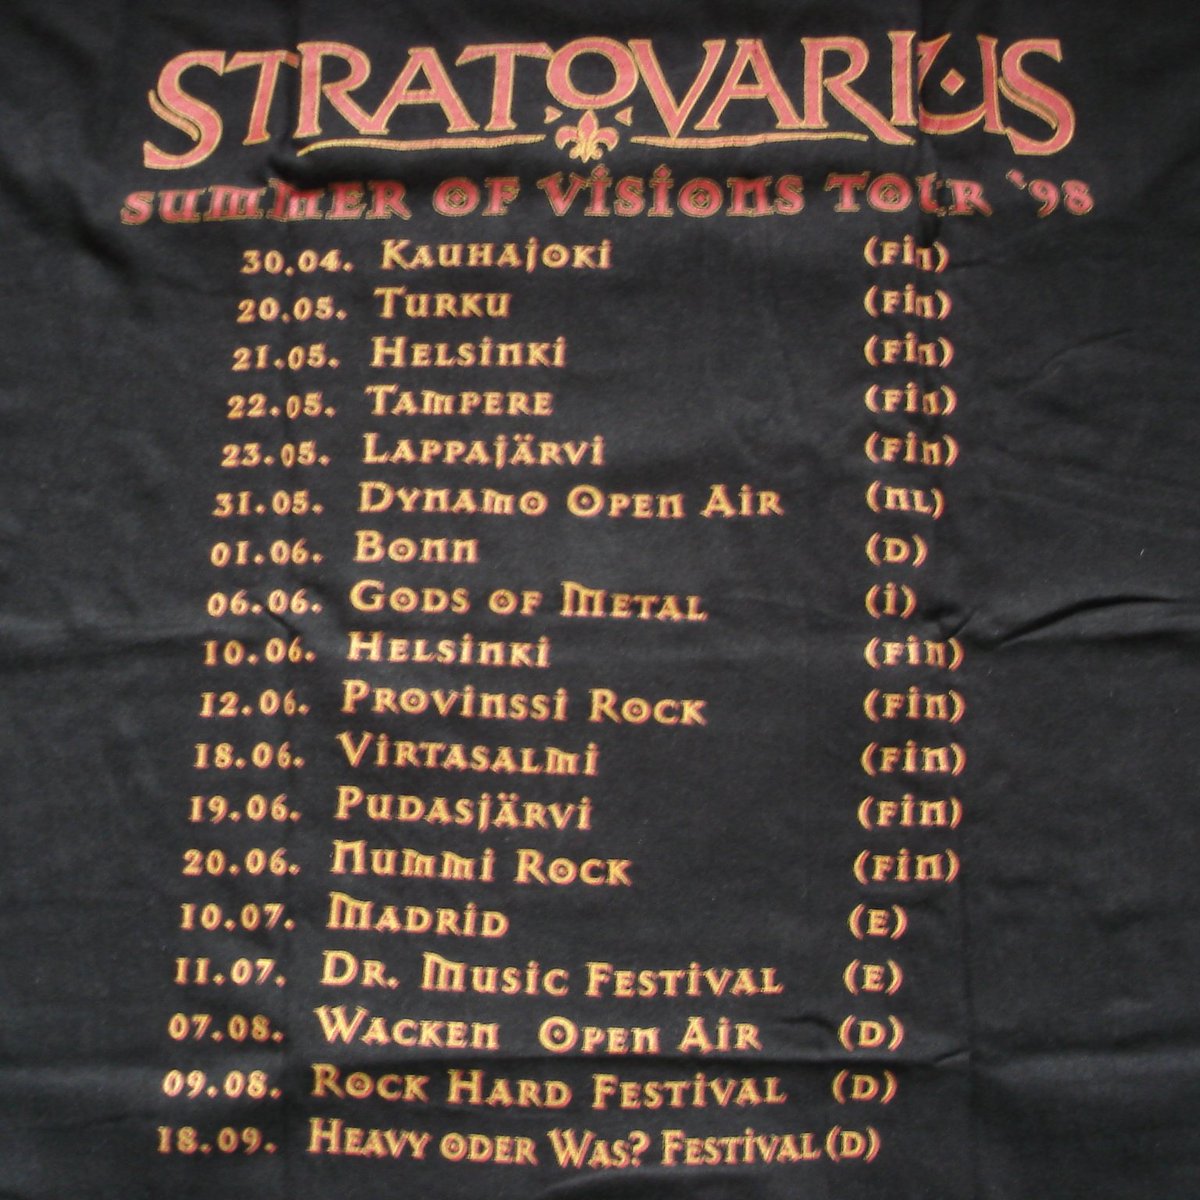 STRATOVARIUS
SUMMER OF VISIONS TOUR '98
30.04. KAUHAJOKI (FIN)
20.05. TURKU (FIN)
21.05. HELSINKI (FIN)
22.05. TAMPERE (FIN)
23.05. LAPPAJÄRVI (FIN)
31.05. DYNAMO OPEN AIR (NL)
01.06. BONN (D)
06.06. GODS OF METAL (I)
10.06. HELSINKI (FIN)
12.06. PROVINSSI ROCK (FIN)
18.06. VIRTASALMI (FIN)
19.06. PUDASJÄRVI (FIN)
20.06. NUMMI ROCK (FIN)
10.07. MADRID (E)
11.07. DR. MUSIC FESTIVAL (E)
07.08. WACKEN OPEN AIR (D)
09.08. ROCK HARD FESTIVAL (D)
18.09. HEAVY ODER WAS? FESTIVAL (D)